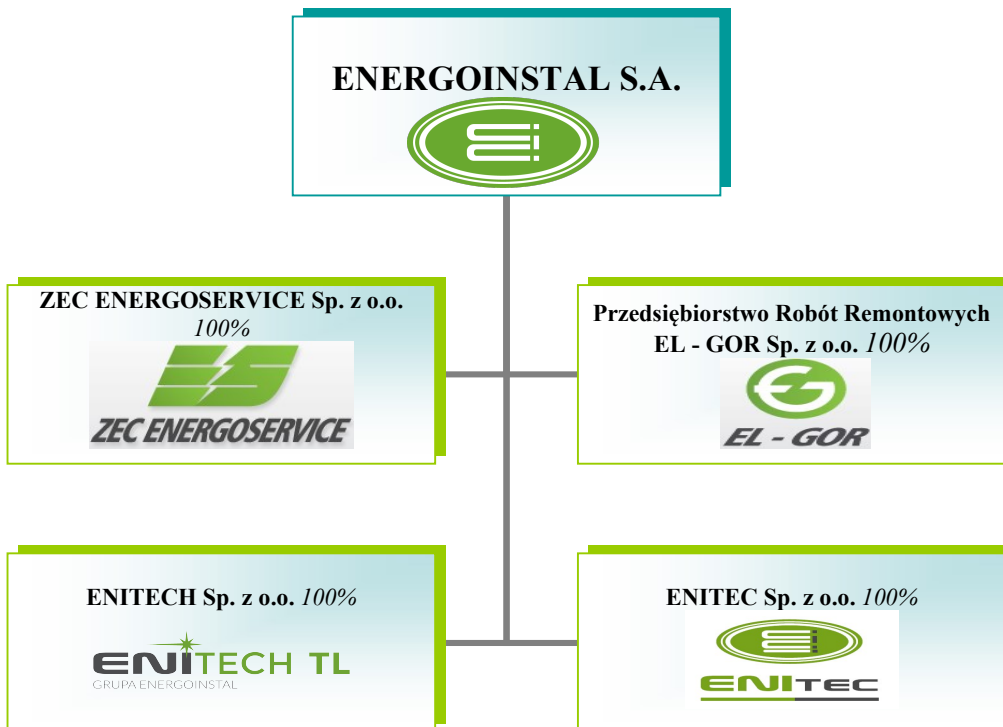 ENERGOINSTAL S.A.
ZEC ENERGOSERVICE Sp. z o.o.
100%
ZEC ENERGOSERVICE
Przedsiębiorstwo Robót Remontowych
EL - GOR Sp. z o.o. 100%
EL - GOR
ENITECH Sp. z o.o. 100%
ENITECH TL
GRUPA ENERGOINSTAL
ENITEC Sp. z o.o. 100%
ENITEC